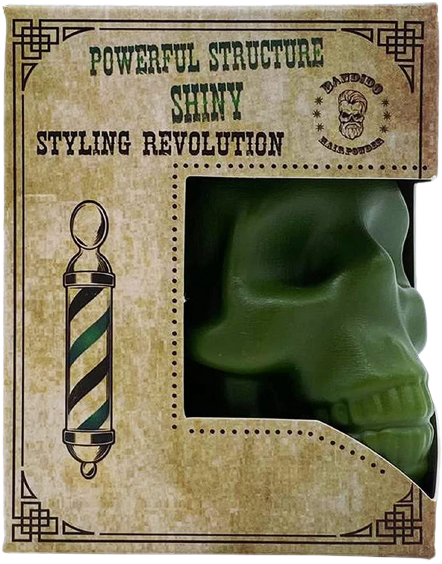 POWERFUL STRUCTURE
SHINY
STYLING REVOLUTION
BANDIDO
HAIR POWDER